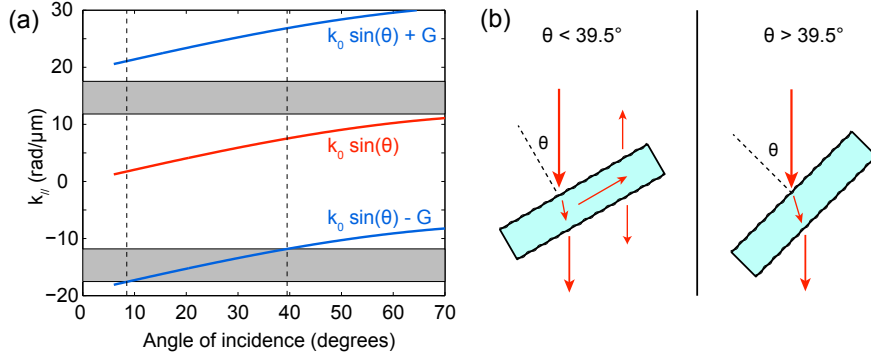 (a)
30
20
10
0
−10
−20
k// (rad/μm)
k₀ sin(θ) + G
k₀ sin(θ)
k₀ sin(θ) - G
0 10 20 30 40 50 60 70
Angle of incidence (degrees)
(b)
θ < 39.5° θ > 39.5°
θ
θ